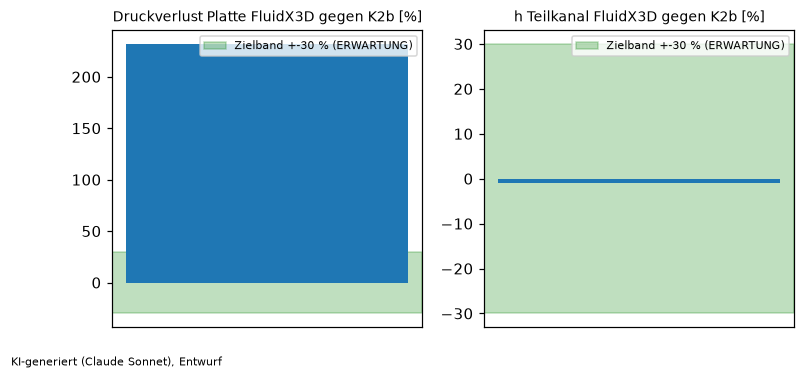 Druckverlust Platte FluidX3D gegen K2b [%]
Zielband +-30 % (ERWARTUNG)
200
150
100
50
0
h Teilkanal FluidX3D gegen K2b [%]
Zielband +-30 % (ERWARTUNG)
30
20
10
0
−10
−20
−30
KI-generiert (Claude Sonnet), Entwurf